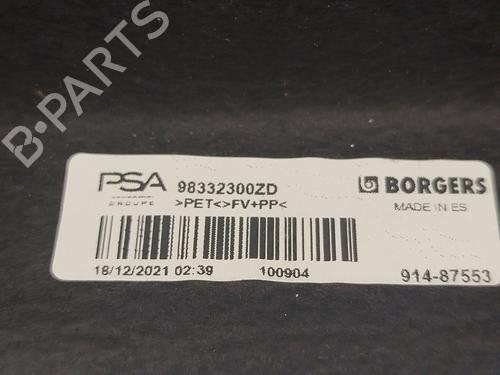 B-PARTS
PSA
GROUPE
98332300ZD
>PET<>FV+PP<
BORGERS
MADE IN ES
18/12/2021 02:39
100904
914-87553